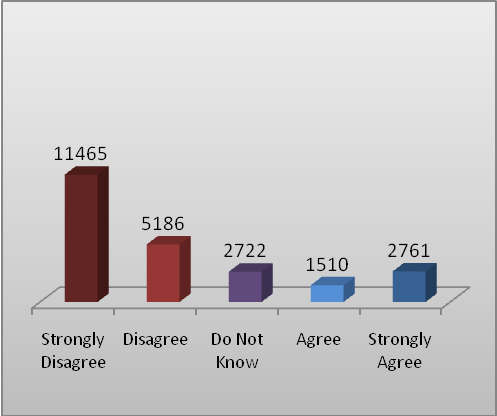 11465
5186
2722
1510
2761
Strongly Disagree
Disagree
Do Not Know
Agree
Strongly Agree